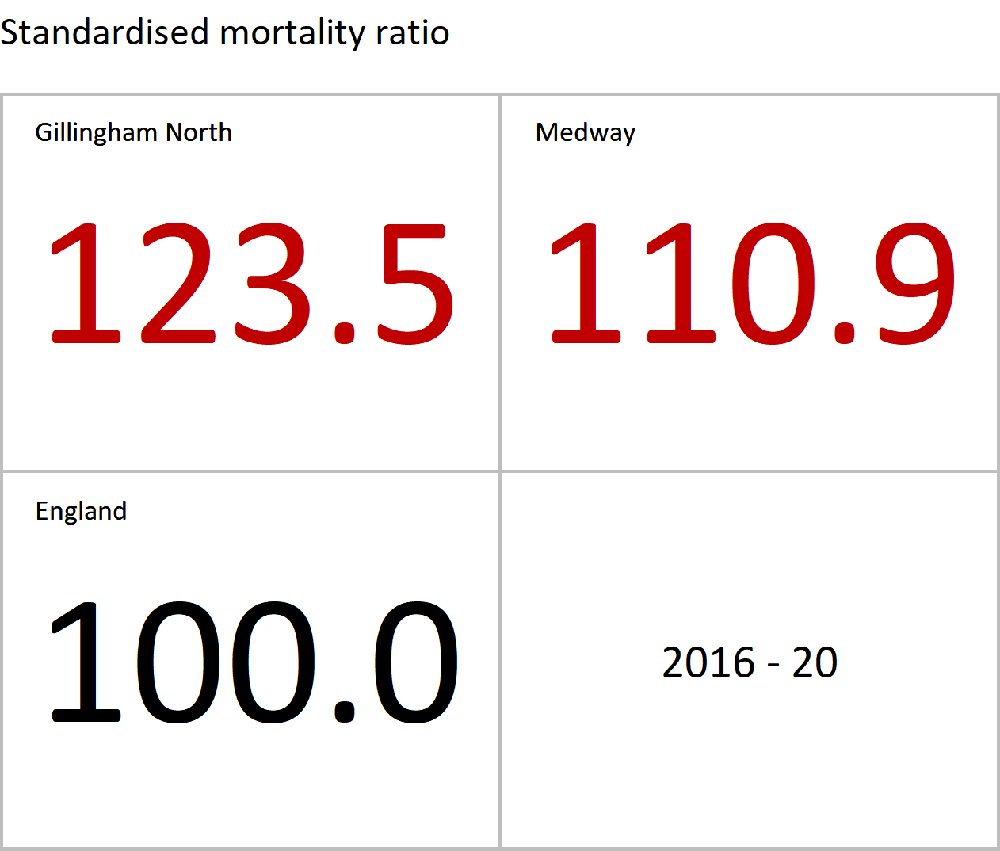 Standardised mortality ratio
Gillingham North
123.5
Medway
110.9
England
100.0
2016 - 20